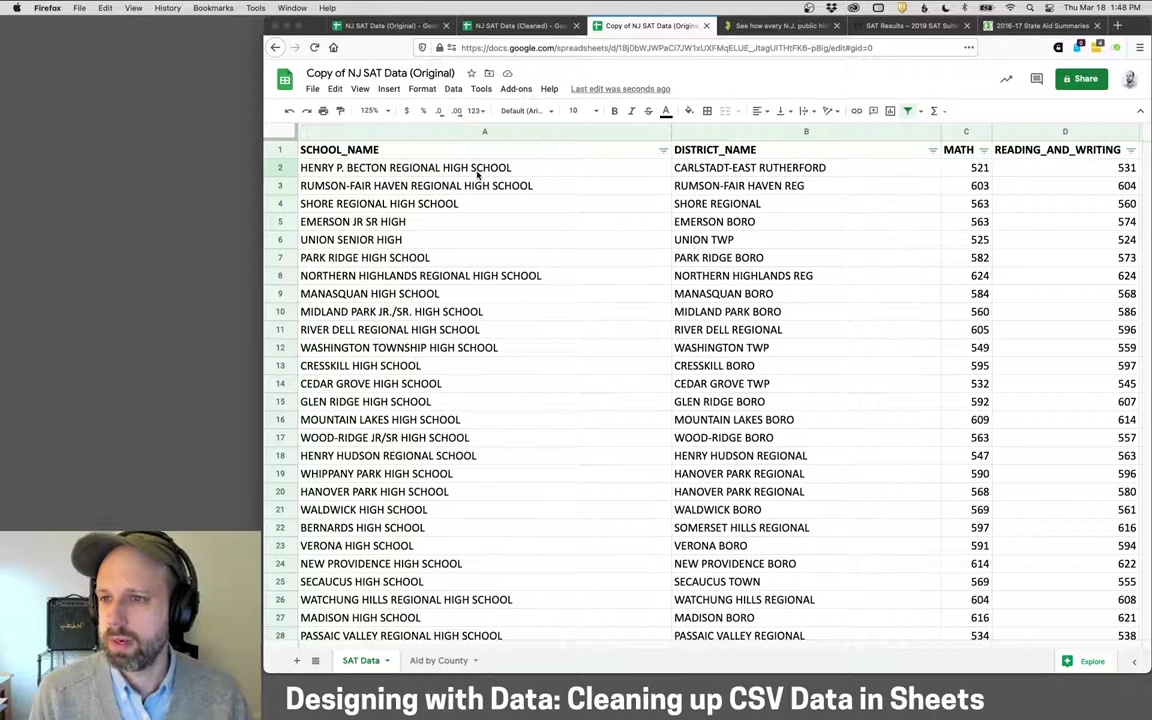 Firefox File Edit View History Bookmarks Tools Window Help Thu Mar 18 1:48 PM
NJ SAT Data (Original) - Goo NJ SAT Data (Cleaned) - Goo Copy of NJ SAT Data (Origina See how every N.J. public hi SAT Results – 2019 SAT Suite 2016-17 State Aid Summaries
https://docs.google.com/spreadsheets/d/1Bj0bWJWPaCi7JW1xUXFMqELUE_JtagUITHtFK6-pBig/edit#gid=0
Copy of NJ SAT Data (Original)
Share
File Edit View Insert Format Data Tools Add-ons Help Last edit was seconds ago
125% $ % .0 .00 123 Default (Ari... 10 B I S A
A B C D
1 SCHOOL_NAME DISTRICT_NAME MATH READING_AND_WRITING
2 HENRY P. BECTON REGIONAL HIGH SCHOOL CARLSTADT-EAST RUTHERFORD 521 531
3 RUMSON-FAIR HAVEN REGIONAL HIGH SCHOOL RUMSON-FAIR HAVEN REG 603 604
4 SHORE REGIONAL HIGH SCHOOL SHORE REGIONAL 563 560
5 EMERSON JR SR HIGH EMERSON BORO 563 574
6 UNION SENIOR HIGH UNION TWP 525 524
7 PARK RIDGE HIGH SCHOOL PARK RIDGE BORO 582 573
8 NORTHERN HIGHLANDS REGIONAL HIGH SCHOOL NORTHERN HIGHLANDS REG 624 624
9 MANASQUAN HIGH SCHOOL MANASQUAN BORO 584 568
10 MIDLAND PARK JR./SR. HIGH SCHOOL MIDLAND PARK BORO 560 586
11 RIVER DELL REGIONAL HIGH SCHOOL RIVER DELL REGIONAL 605 596
12 WASHINGTON TOWNSHIP HIGH SCHOOL WASHINGTON TWP 549 559
13 CRESSKILL HIGH SCHOOL CRESSKILL BORO 595 597
14 CEDAR GROVE HIGH SCHOOL CEDAR GROVE TWP 532 545
15 GLEN RIDGE HIGH SCHOOL GLEN RIDGE BORO 592 607
16 MOUNTAIN LAKES HIGH SCHOOL MOUNTAIN LAKES BORO 609 614
17 WOOD-RIDGE JR/SR HIGH SCHOOL WOOD-RIDGE BORO 563 557
18 HENRY HUDSON REGIONAL SCHOOL HENRY HUDSON REGIONAL 547 563
19 WHIPPANY PARK HIGH SCHOOL HANOVER PARK REGIONAL 590 596
20 HANOVER PARK HIGH SCHOOL HANOVER PARK REGIONAL 568 580
21 WALDWICK HIGH SCHOOL WALDWICK BORO 569 561
22 BERNARDS HIGH SCHOOL SOMERSET HILLS REGIONAL 597 616
23 VERONA HIGH SCHOOL VERONA BORO 591 594
24 NEW PROVIDENCE HIGH SCHOOL NEW PROVIDENCE BORO 614 622
25 SECAUCUS HIGH SCHOOL SECAUCUS TOWN 569 555
26 WATCHUNG HILLS REGIONAL HIGH SCHOOL WATCHUNG HILLS REGIONAL 604 608
27 MADISON HIGH SCHOOL MADISON BORO 616 621
28 PASSAIC VALLEY REGIONAL HIGH SCHOOL PASSAIC VALLEY REGIONAL 534 538
SAT Data Aid by County Explore
Designing with Data: Cleaning up CSV Data in Sheets